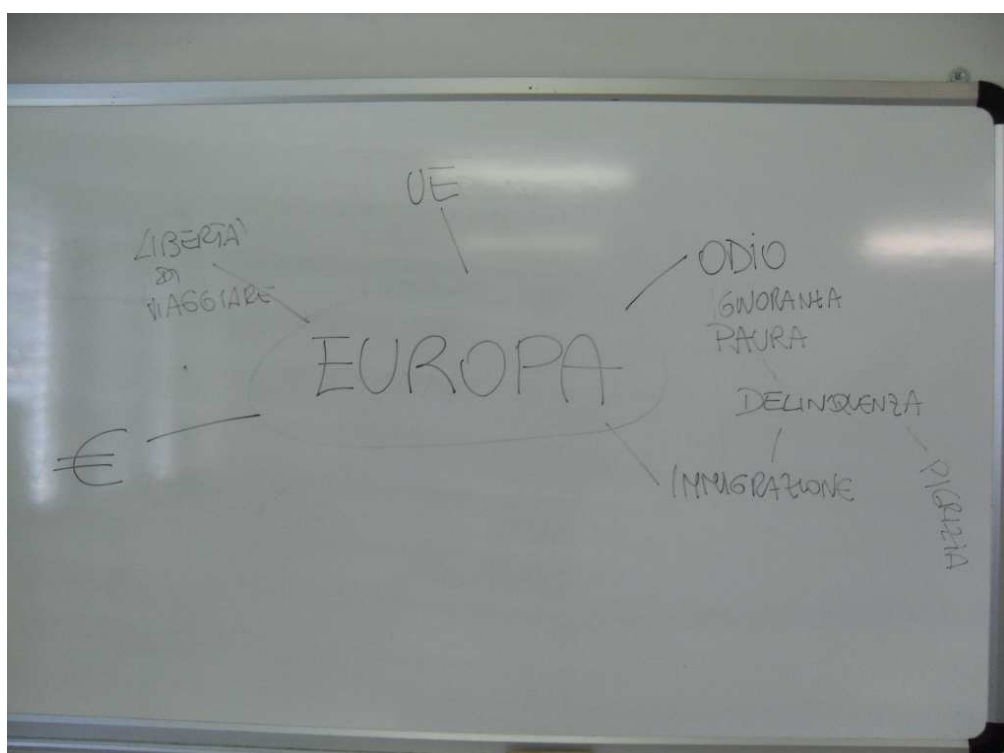 UE
LIBERTA'
DI
VIAGGIARE
ODIO
IGNORANZA
PAURA
EUROPA
DELINQUENZA
€
IMMIGRAZIONE
PIGRIZIA